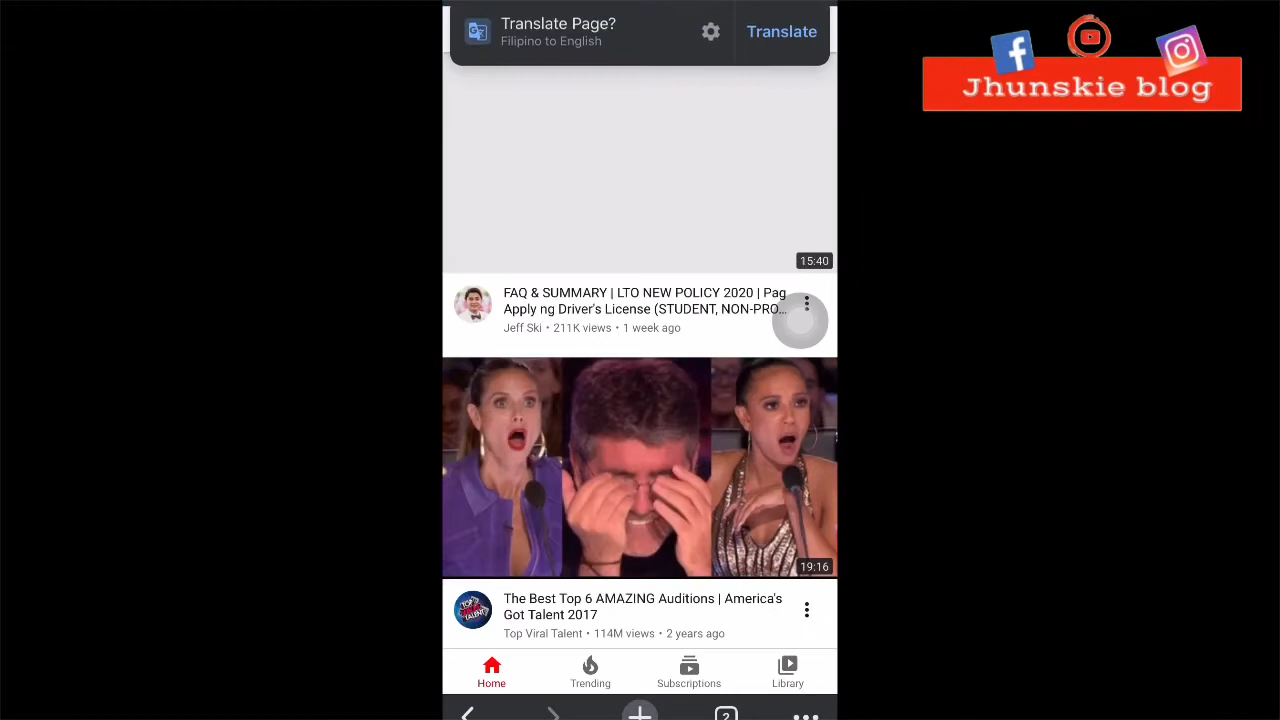 Translate Page?
Filipino to English
Translate
Jhunskie blog
15:40
FAQ & SUMMARY | LTO NEW POLICY 2020 | Pag
Apply ng Driver's License (STUDENT, NON-PRO...
Jeff Ski • 211K views • 1 week ago
19:16
The Best Top 6 AMAZING Auditions | America's
Got Talent 2017
Top Viral Talent • 114M views • 2 years ago
Home
Trending
Subscriptions
Library
2